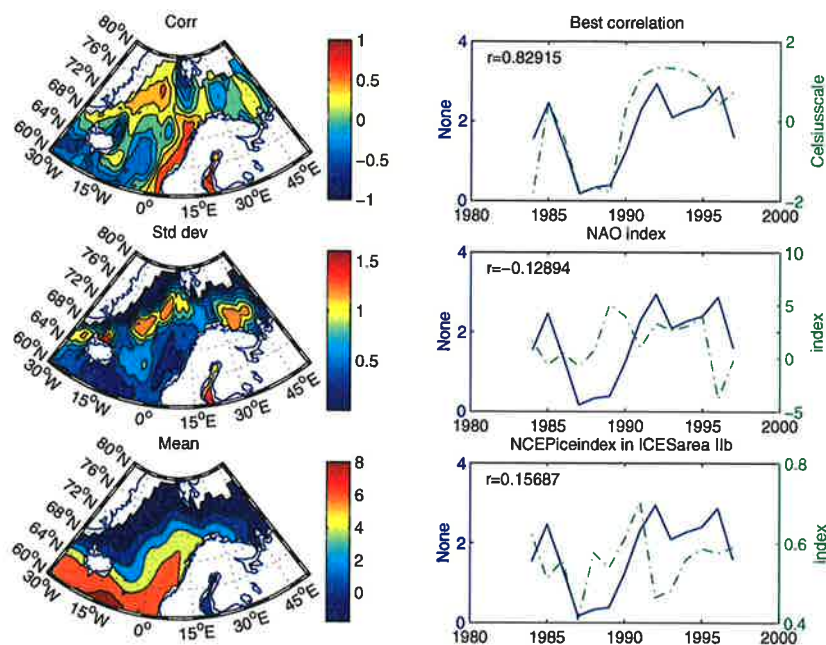 Corr
80°N
76°N
72°N
68°N
64°N
60°N
30°W
15°W
0°
15°E
30°E
45°E
1
0.5
0
−0.5
−1
Best correlation
r=0.82915
None
Celsiusscale
4
2
0
2
0
−2
1980
1985
1990
1995
2000
Std dev
80°N
76°N
72°N
68°N
64°N
60°N
30°W
15°W
0°
15°E
30°E
45°E
1.5
1
0.5
NAO index
r=−0.12894
None
index
4
2
0
10
5
0
−5
1980
1985
1990
1995
2000
Mean
80°N
76°N
72°N
68°N
64°N
60°N
30°W
15°W
0°
15°E
30°E
45°E
8
6
4
2
0
NCEPiceindex in ICESarea IIb
r=0.15687
None
index
4
2
0
0.8
0.6
0.4
1980
1985
1990
1995
2000